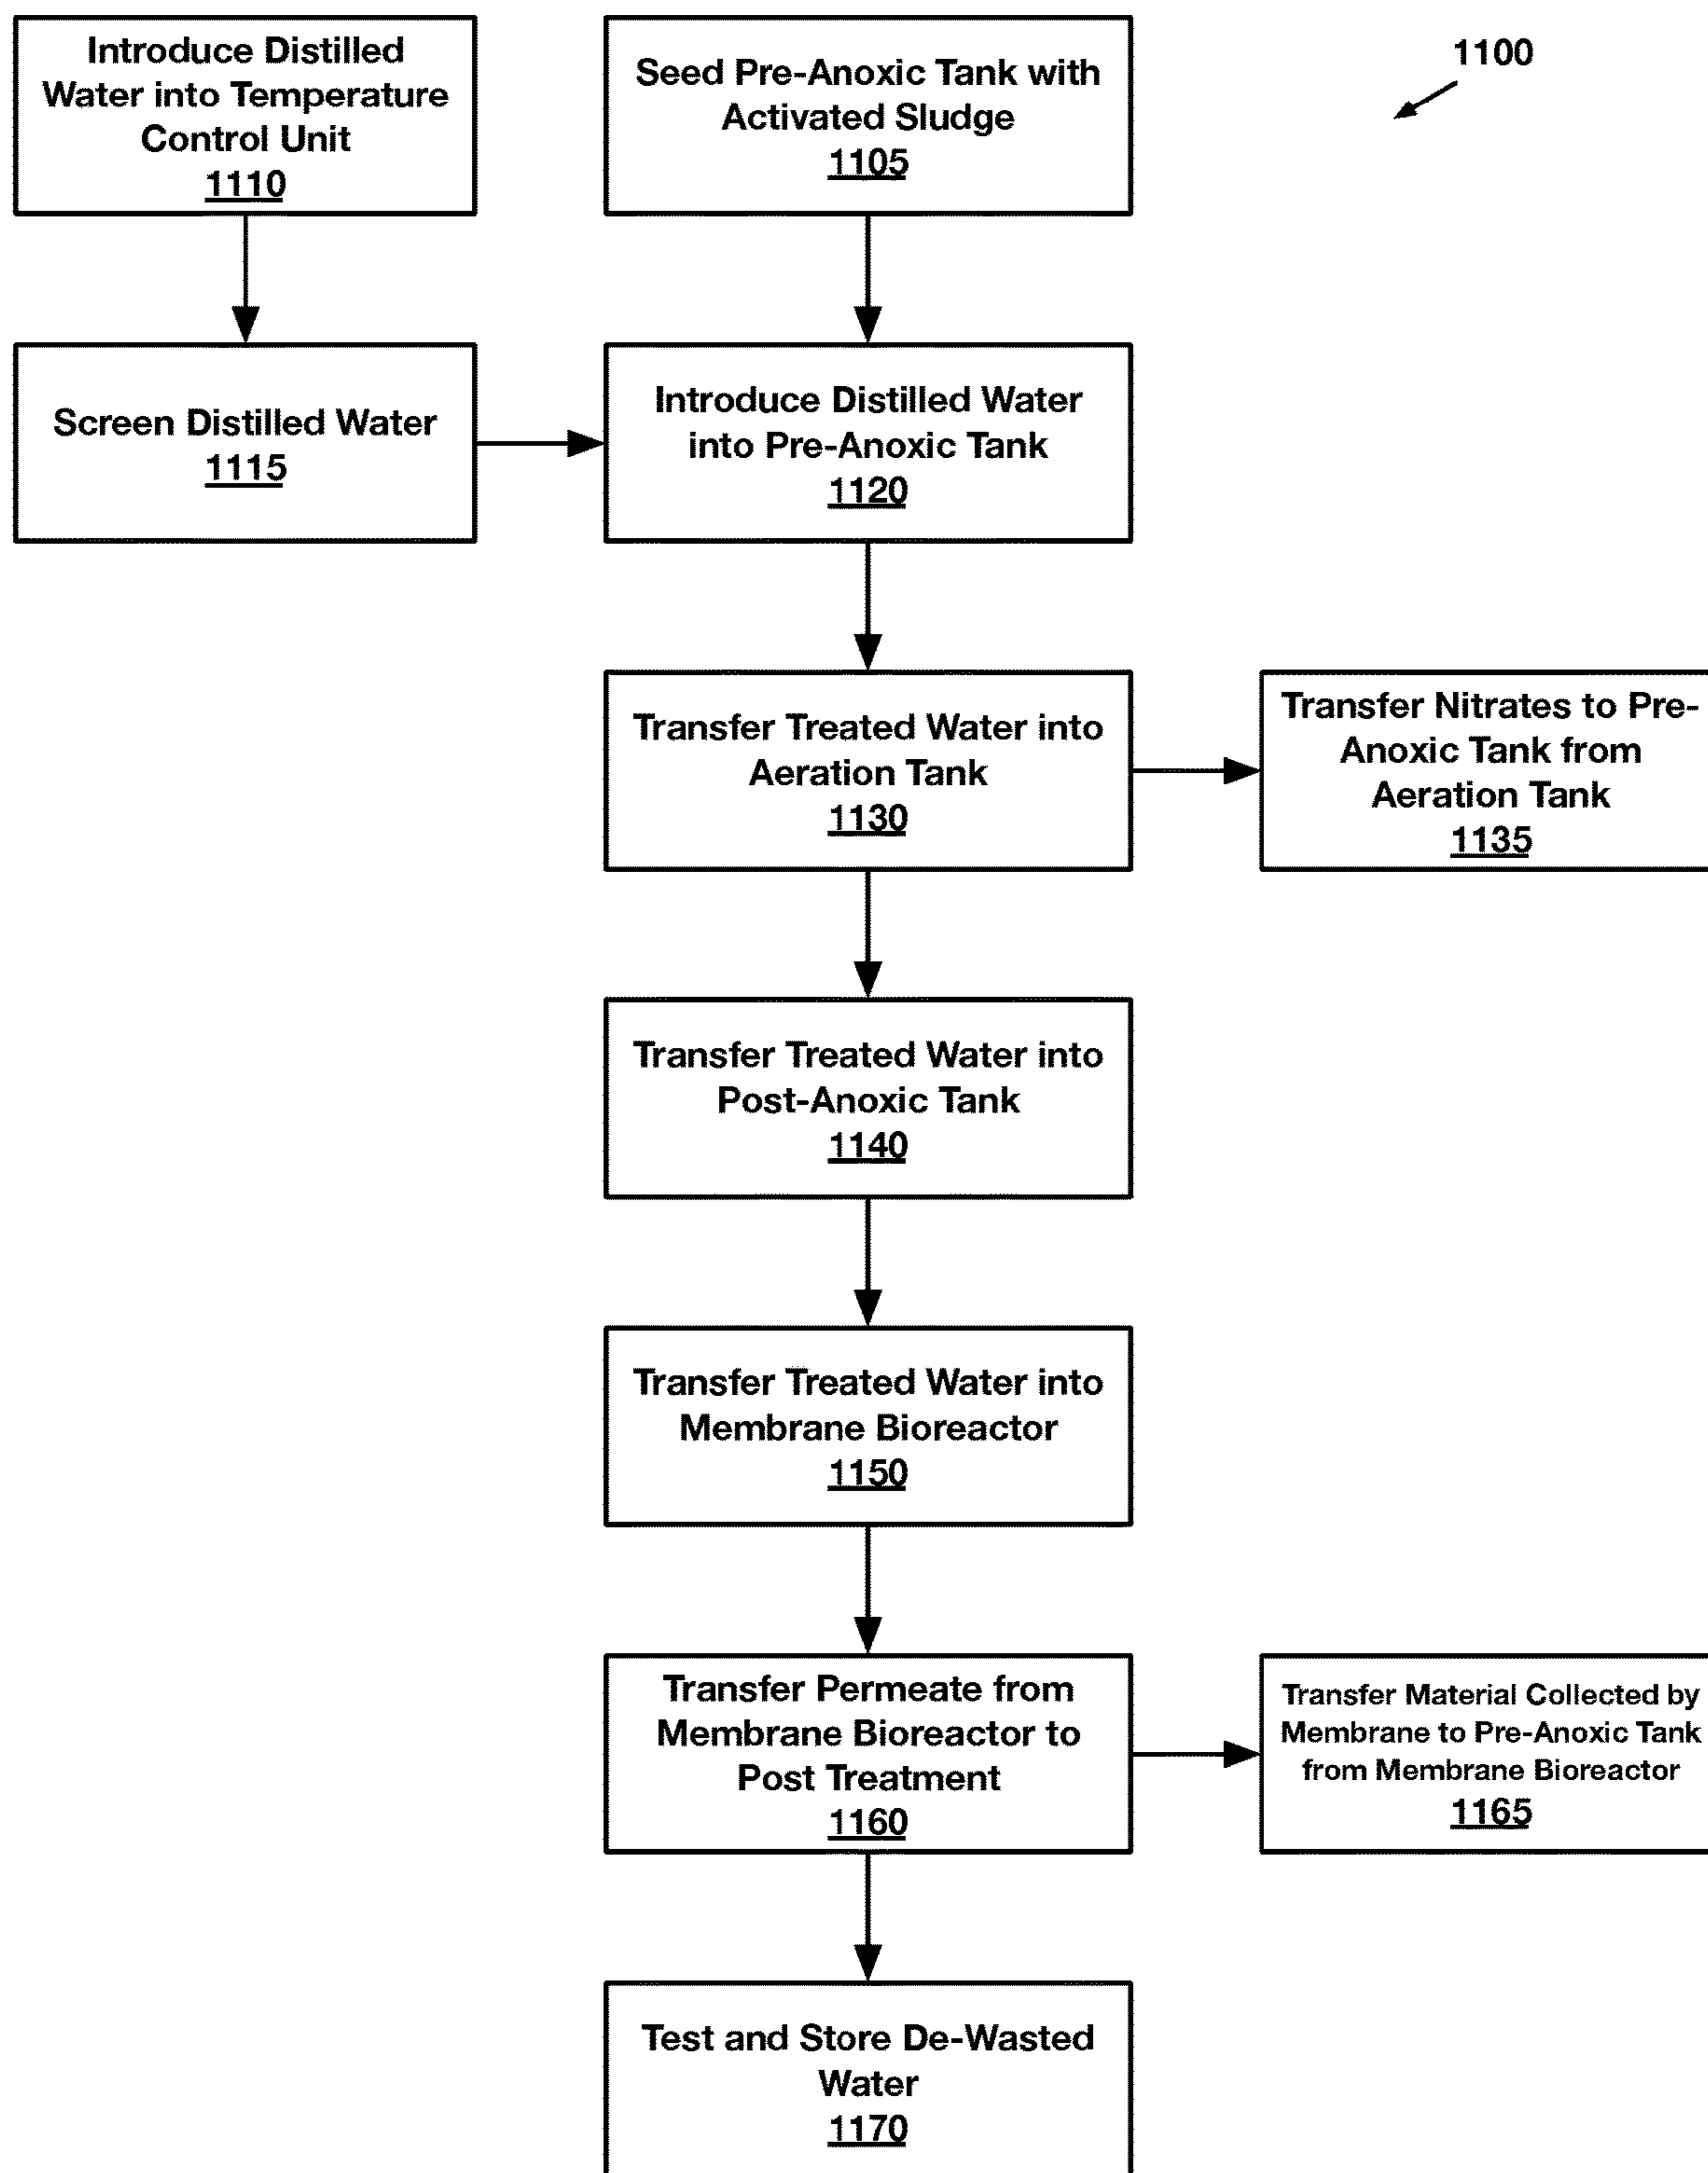 Introduce Distilled
Water into Temperature
Control Unit
1110
Seed Pre-Anoxic Tank with
Activated Sludge
1105
1100
Screen Distilled Water
1115
Introduce Distilled Water
into Pre-Anoxic Tank
1120
Transfer Treated Water into
Aeration Tank
1130
Transfer Nitrates to Pre-
Anoxic Tank from
Aeration Tank
1135
Transfer Treated Water into
Post-Anoxic Tank
1140
Transfer Treated Water into
Membrane Bioreactor
1150
Transfer Permeate from
Membrane Bioreactor to
Post Treatment
1160
Transfer Material Collected by
Membrane to Pre-Anoxic Tank
from Membrane Bioreactor
1165
Test and Store De-Wasted
Water
1170